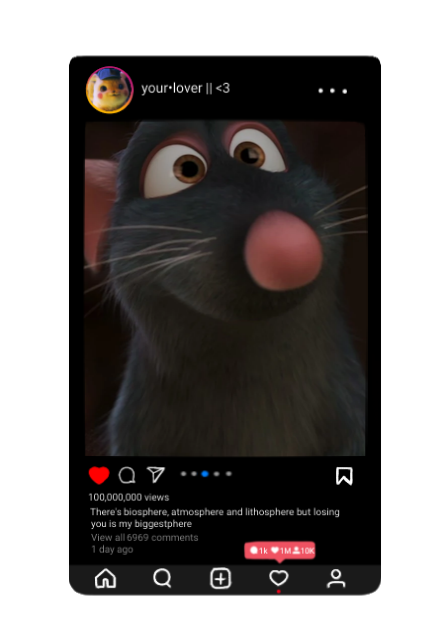 your•lover || <3
100,000,000 views
There's biosphere, atmosphere and lithosphere but losing
you is my biggestphere
View all 6969 comments
1 day ago
1k 1M 10K